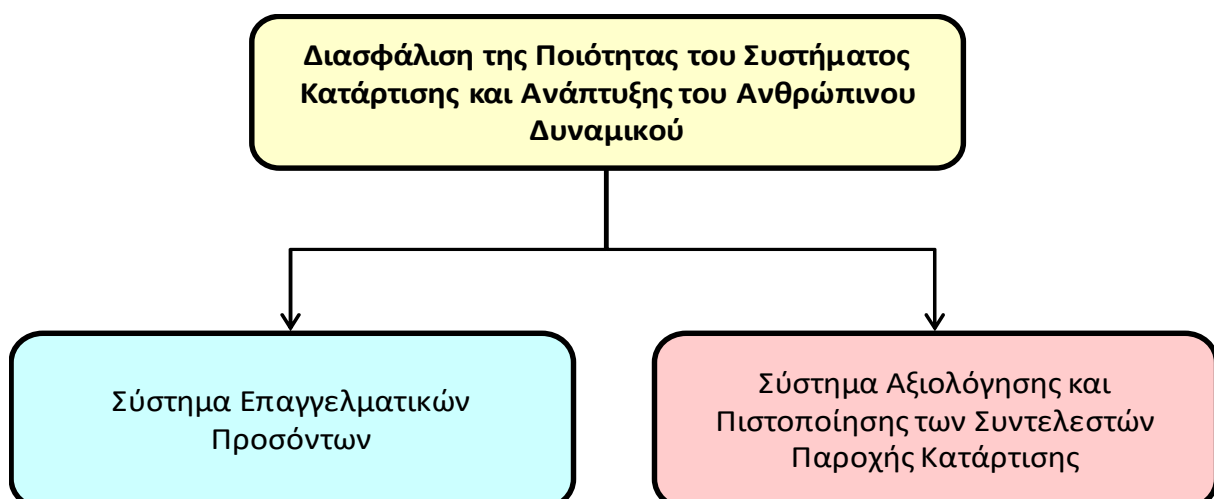 Διασφάλιση της Ποιότητας του Συστήματος
Κατάρτισης και Ανάπτυξης του Ανθρώπινου
Δυναμικού
Σύστημα Επαγγελματικών
Προσόντων
Σύστημα Αξιολόγησης και
Πιστοποίησης των Συντελεστών
Παροχής Κατάρτισης